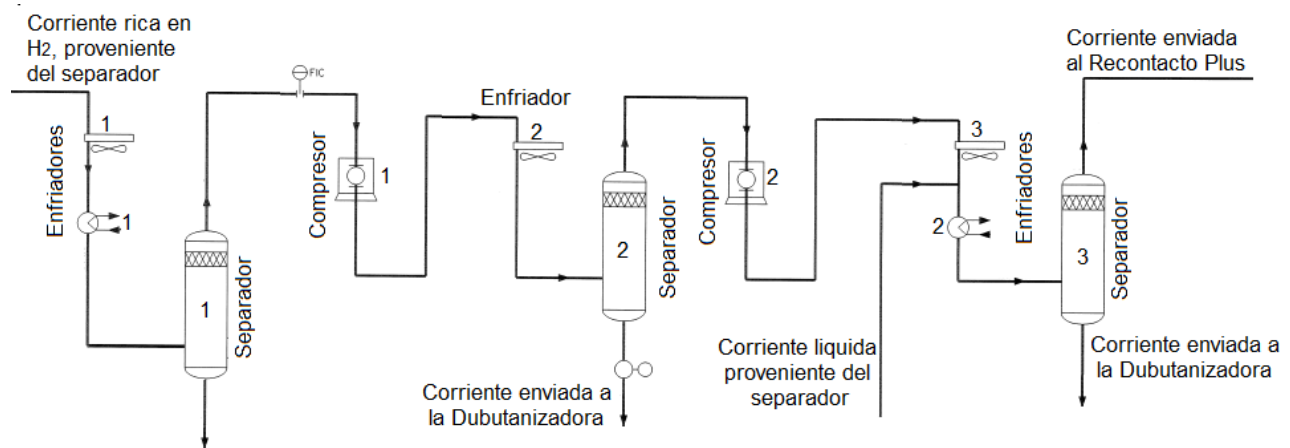 Corriente rica en
H2, proveniente
del separador
1
Enfriadores
1
1
Separador
FIC
Compresor
1
Enfriador
2
2
Separador
Corriente enviada a
la Dubutanizadora
Compresor
2
3
Enfriadores
2
Corriente liquida
proveniente del
separador
Corriente enviada
al Recontacto Plus
3
Separador
Corriente enviada a
la Dubutanizadora